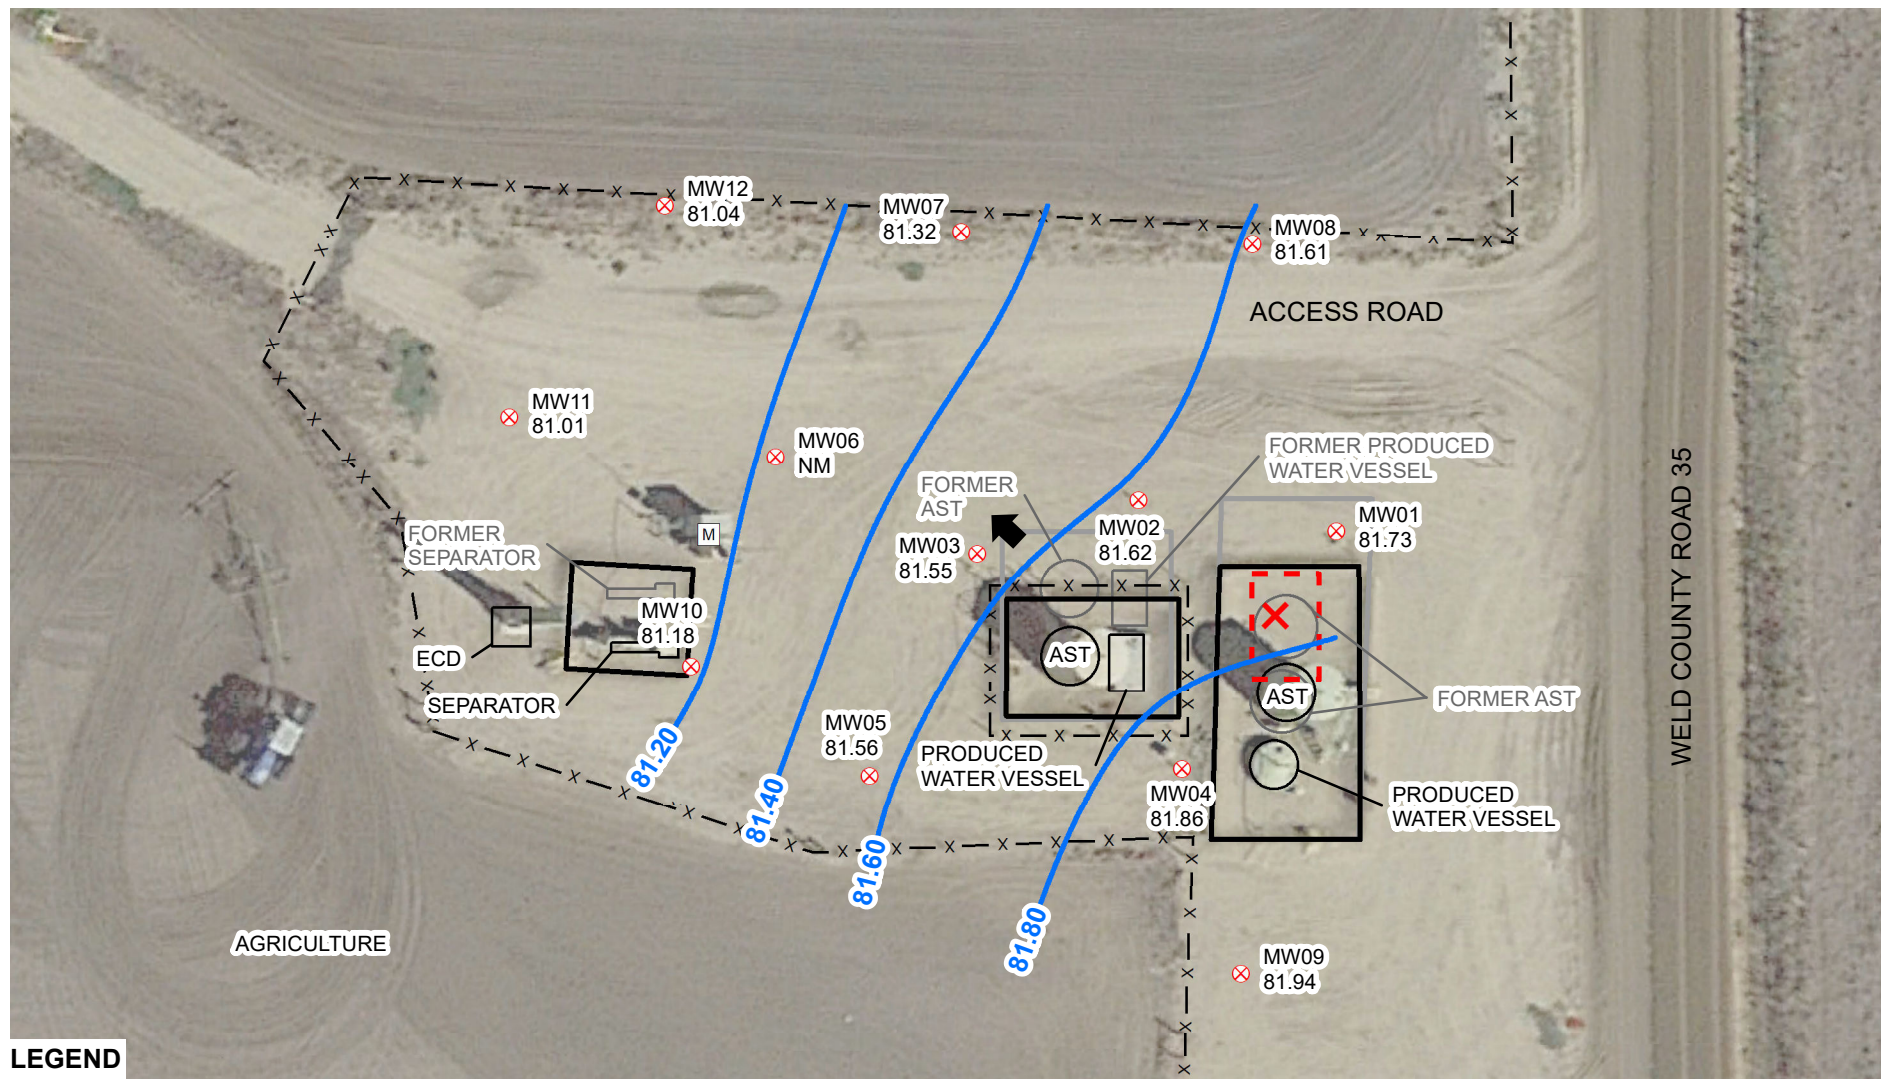 MW12
81.04
MW07
81.32
MW08
81.61
ACCESS ROAD
MW11
81.01
MW06
NM
FORMER PRODUCED
WATER VESSEL
FORMER
AST
MW02
81.62
MW01
81.73
MW03
81.55
FORMER
SEPARATOR
M
MW10
81.18
ECD
SEPARATOR
AST
AST
FORMER AST
WELD COUNTY ROAD 35
MW05
81.56
PRODUCED
WATER VESSEL
MW04
81.86
PRODUCED
WATER VESSEL
81.20
81.40
81.60
81.80
AGRICULTURE
MW09
81.94
LEGEND